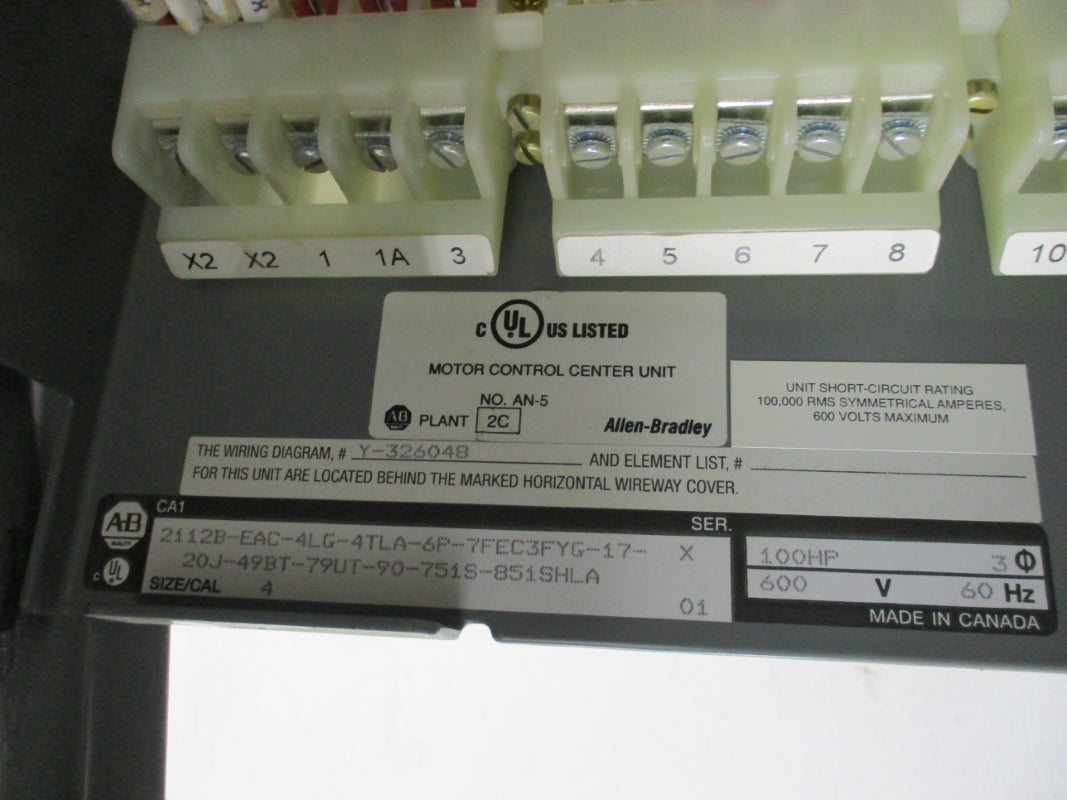 X2 X2 1 1A 3
4 5 6 7 8
10
C UL US LISTED
MOTOR CONTROL CENTER UNIT
NO. AN-5
AB PLANT 2C Allen-Bradley
UNIT SHORT-CIRCUIT RATING
100,000 RMS SYMMETRICAL AMPERES,
600 VOLTS MAXIMUM
THE WIRING DIAGRAM, # Y-326048 AND ELEMENT LIST, #
FOR THIS UNIT ARE LOCATED BEHIND THE MARKED HORIZONTAL WIREWAY COVER.
A-B
QUALITY
C UL
CA1 SER.
2112B-EAC-4LG-4TLA-6P-7FEC3FYG-17- X
20J-49BT-79UT-90-751S-851SHLA
SIZE/CAL 4
01
100HP 3 Φ
600 V 60 Hz
MADE IN CANADA